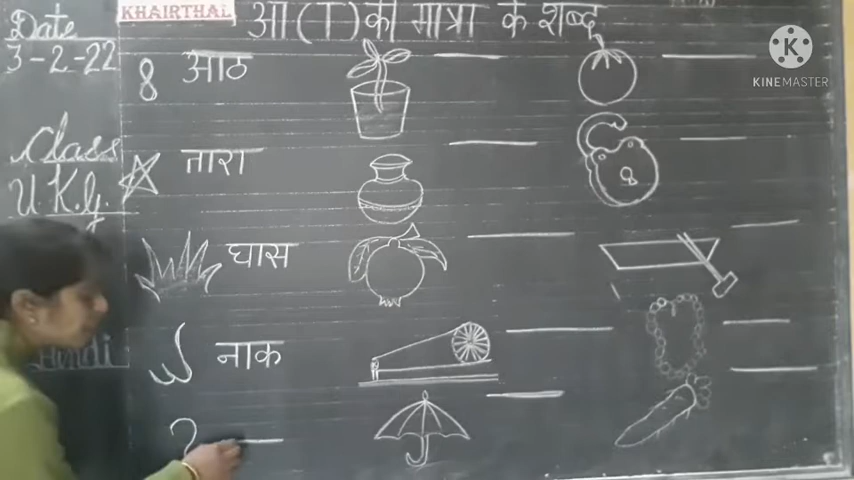 KHAIRTHAL
आ(ा) की मात्रा के शब्द
Date
3-2-22
Class
U.K.G.
Hindi
8 आठ
तारा
घास
नाक
KINEMASTER